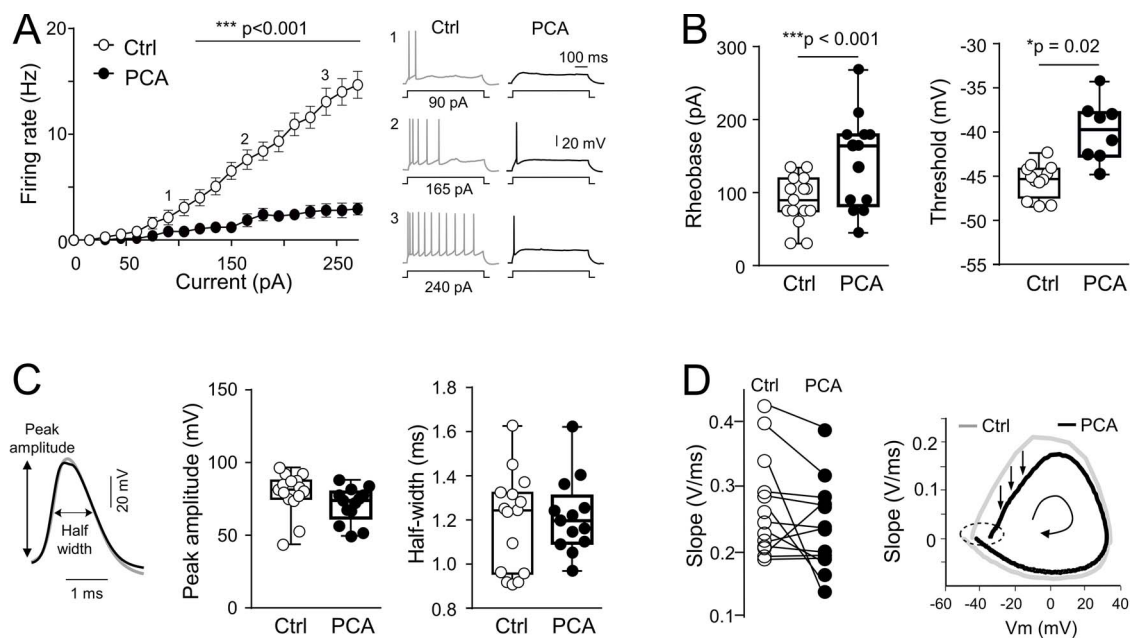 A
*** p<0.001
Ctrl
PCA
Firing rate (Hz)
20
10
0
0
50
150
250
Current (pA)
1
2
3
Ctrl
PCA
1
100 ms
90 pA
2
20 mV
165 pA
3
240 pA
B
***p < 0.001
Rheobase (pA)
300
200
100
0
Ctrl
PCA
*p = 0.02
Threshold (mV)
-35
-40
-45
-50
-55
-30
Ctrl
PCA
C
Peak
amplitude
Half
width
20 mV
1 ms
Peak amplitude (mV)
150
100
50
0
Ctrl
PCA
Half-width (ms)
1.8
1.6
1.4
1.2
1.0
0.8
Ctrl
PCA
D
Ctrl
PCA
Slope (V/ms)
0.4
0.3
0.2
0.1
Ctrl
PCA
Slope (V/ms)
0.2
0.1
0
-60
-40
-20
0
20
40
Vm (mV)